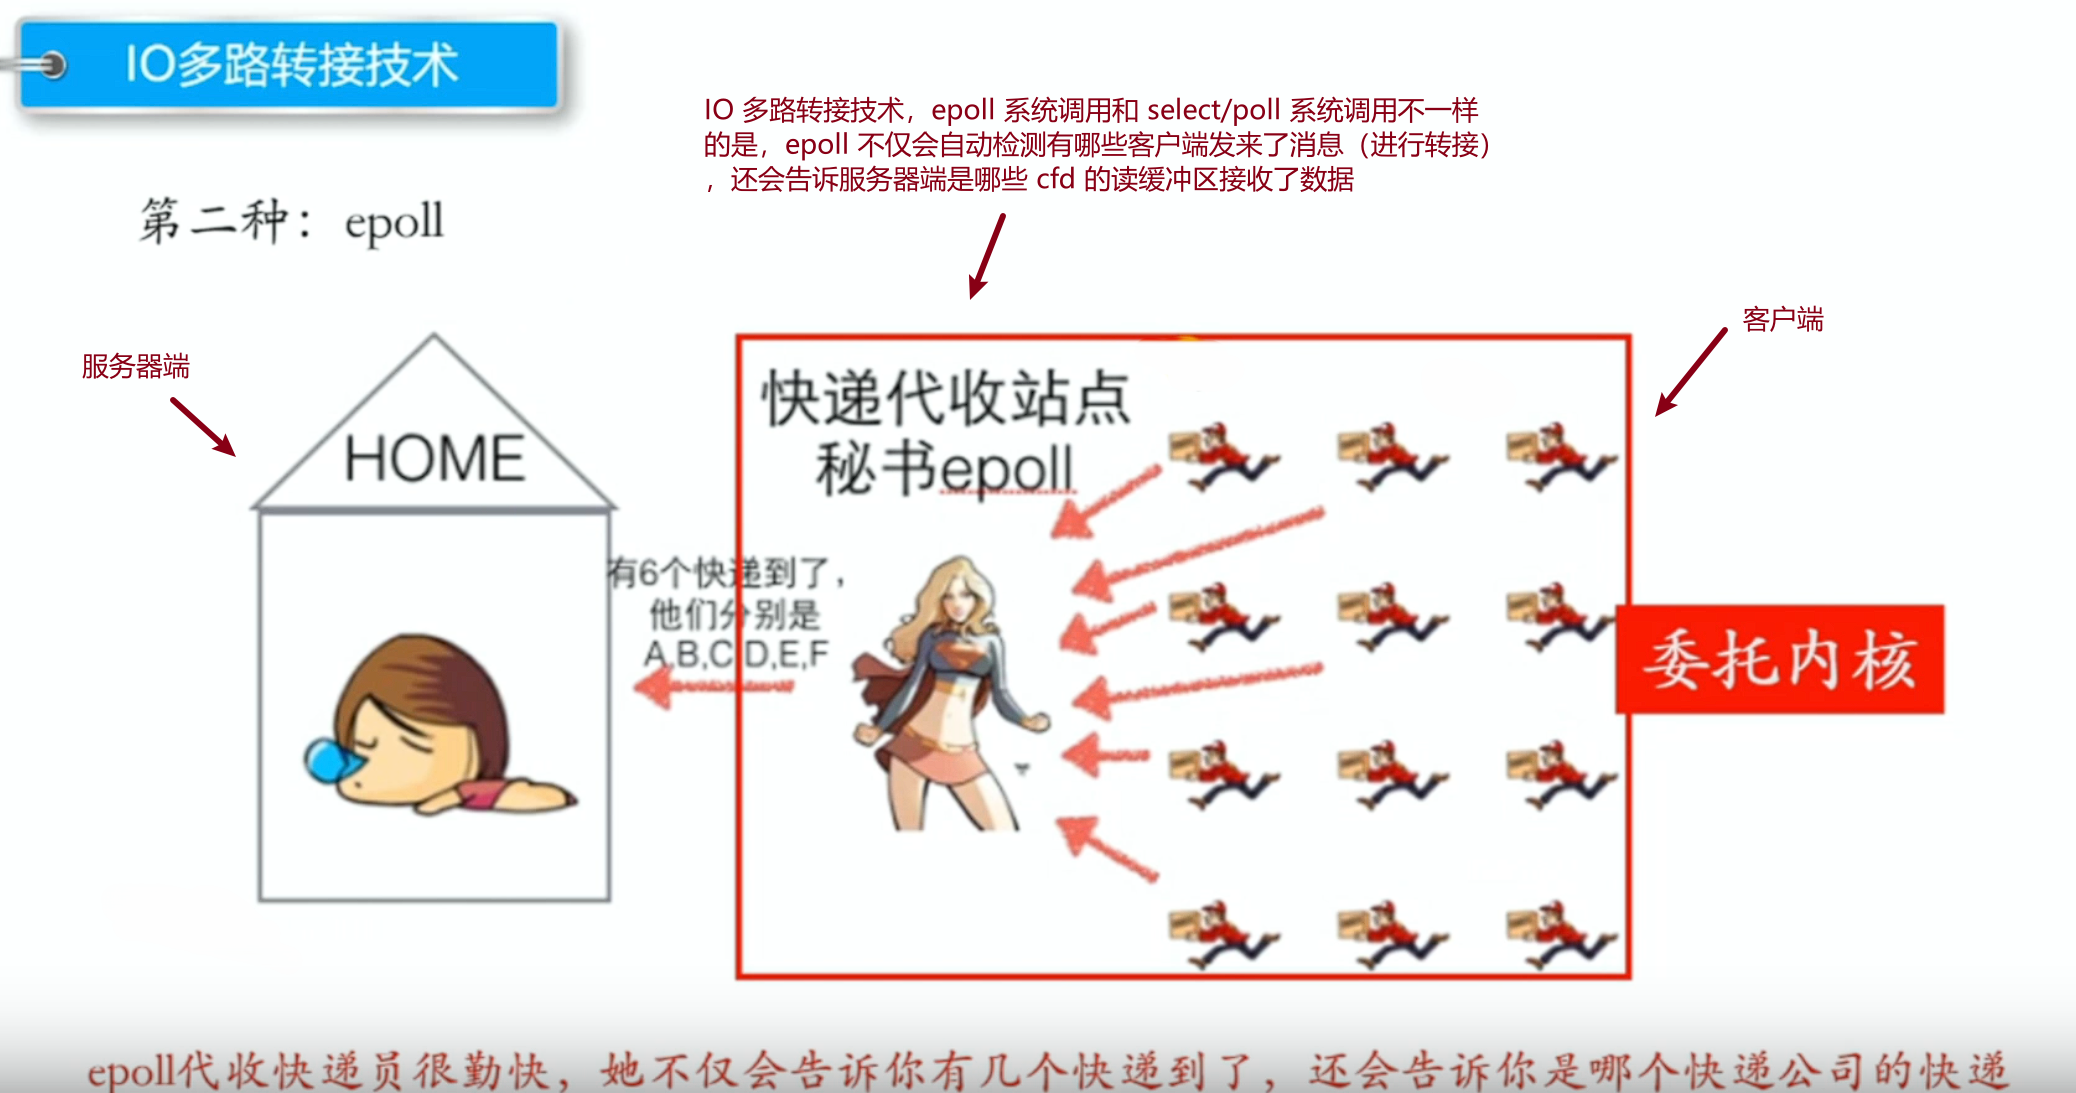 IO多路转接技术
IO 多路转接技术，epoll 系统调用和 select/poll 系统调用不一样
的是，epoll 不仅会自动检测有哪些客户端发来了消息（进行转接）
，还会告诉服务器端是哪些 cfd 的读缓冲区接收了数据
第二种：epoll
客户端
服务器端
快递代收站点
秘书epoll
HOME
有6个快递到了，
他们分别是
A,B,C,D,E,F
委托内核
epoll代收快递员很勤快，她不仅会告诉你有几个快递到了，还会告诉你是哪个快递公司的快递